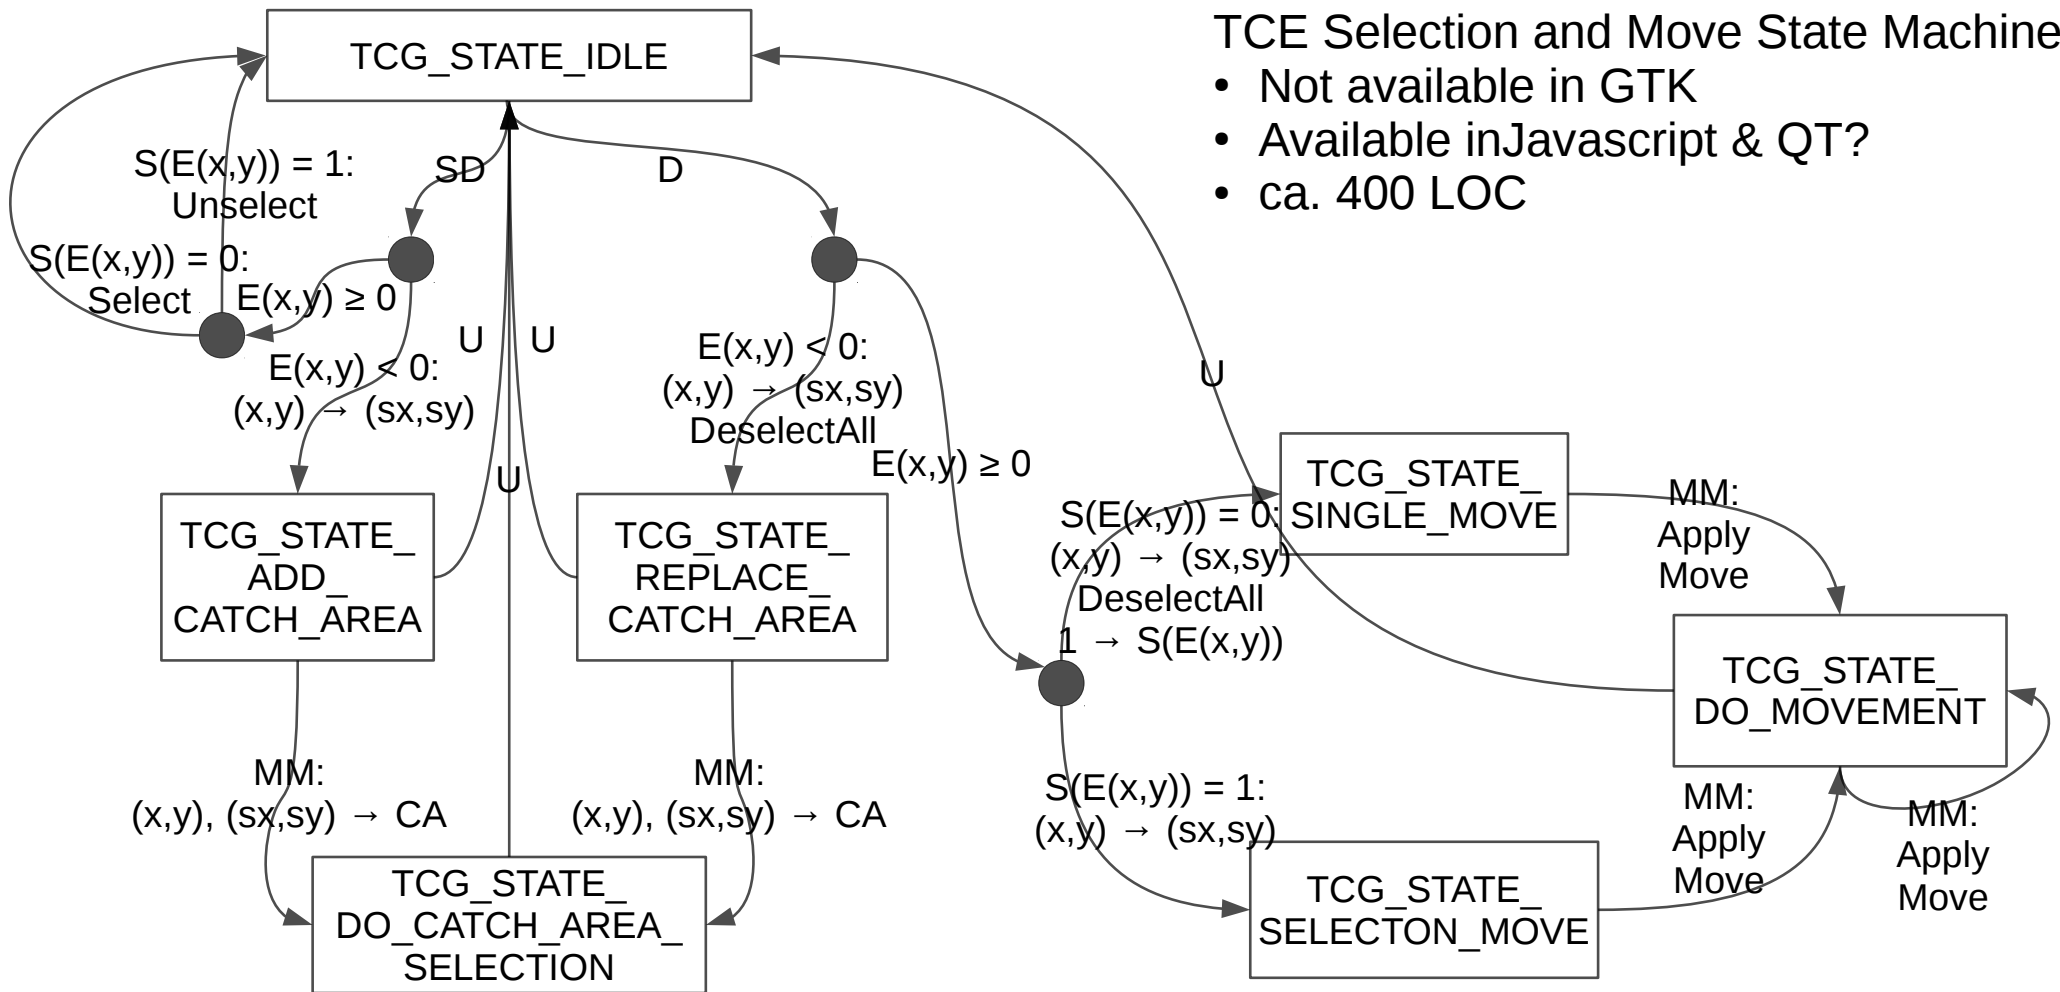 TCE Selection and Move State Machine
• Not available in GTK
• Available inJavascript & QT?
• ca. 400 LOC
TCG_STATE_IDLE
SD
D
S(E(x,y)) = 1:
Unselect
S(E(x,y)) = 0:
Select
E(x,y) ≥ 0
E(x,y) < 0:
(x,y) → (sx,sy)
U
U
U
E(x,y) < 0:
(x,y) → (sx,sy)
DeselectAll
E(x,y) ≥ 0
U
TCG_STATE_
ADD_
CATCH_AREA
TCG_STATE_
REPLACE_
CATCH_AREA
S(E(x,y)) = 0:
(x,y) → (sx,sy)
DeselectAll
1 → S(E(x,y))
TCG_STATE_
SINGLE_MOVE
MM:
Apply
Move
TCG_STATE_
DO_MOVEMENT
MM:
(x,y), (sx,sy) → CA
MM:
(x,y), (sx,sy) → CA
S(E(x,y)) = 1:
(x,y) → (sx,sy)
MM:
Apply
Move
MM:
Apply
Move
TCG_STATE_
DO_CATCH_AREA_
SELECTION
TCG_STATE_
SELECTON_MOVE